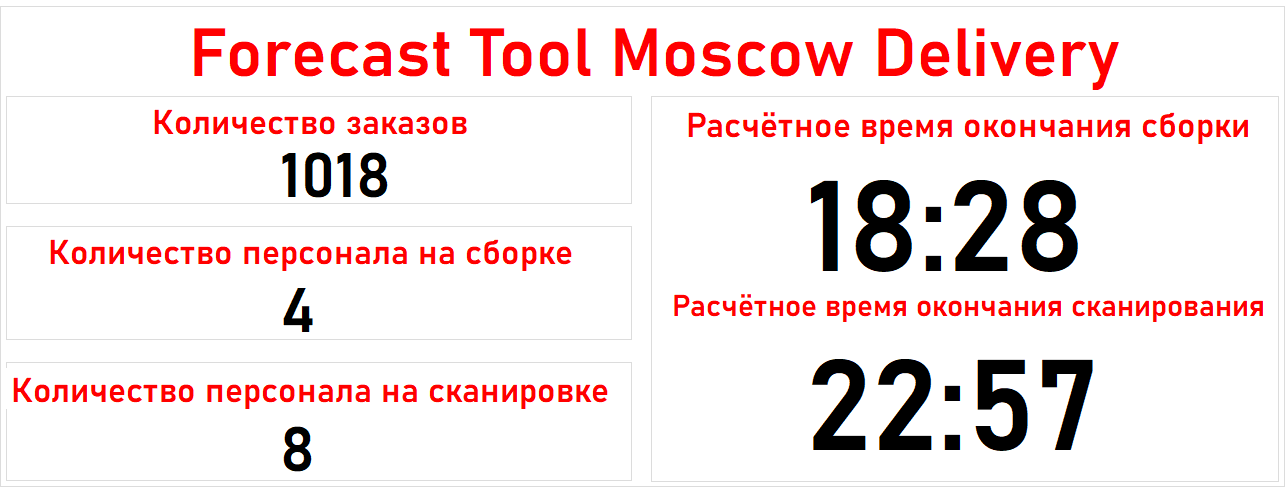 Forecast Tool Moscow Delivery
Количество заказов
1018
Количество персонала на сборке
4
Количество персонала на сканировке
8
Расчётное время окончания сборки
18:28
Расчётное время окончания сканирования
22:57